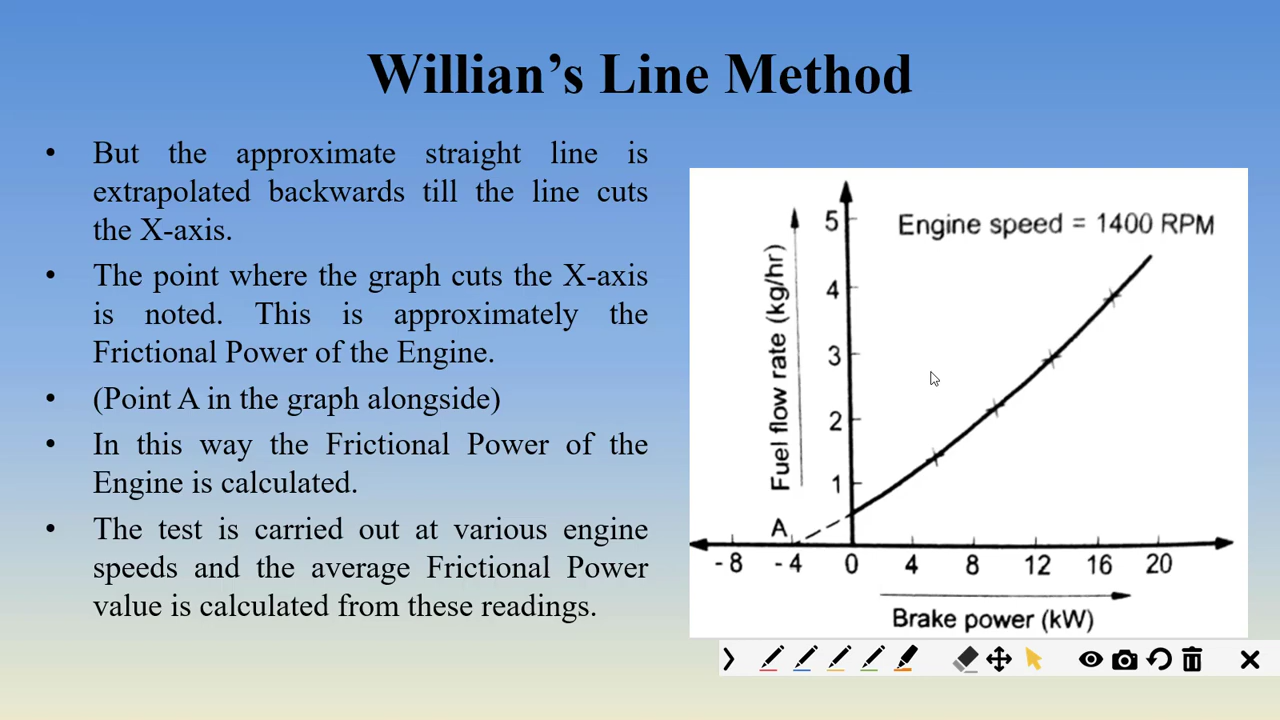 Willian’s Line Method
• But the approximate straight line is
extrapolated backwards till the line cuts
the X-axis.
• The point where the graph cuts the X-axis
is noted. This is approximately the
Frictional Power of the Engine.
• (Point A in the graph alongside)
• In this way the Frictional Power of the
Engine is calculated.
• The test is carried out at various engine
speeds and the average Frictional Power
value is calculated from these readings.
Engine speed = 1400 RPM
Fuel flow rate (kg/hr)
5
4
3
2
1
A
- 8 - 4 0 4 8 12 16 20
Brake power (kW)